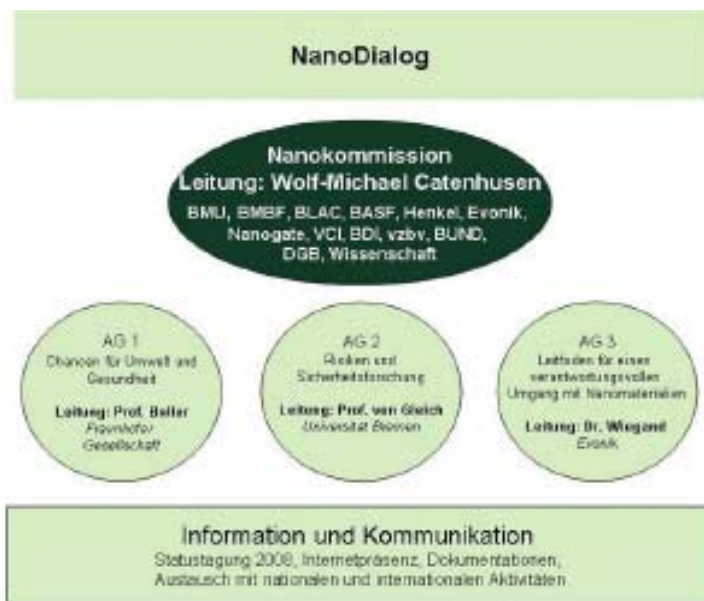 NanoDialog
Nanokommission
Leitung: Wolf-Michael Catenhusen
BMU, BMBF, BLAC, BASF, Henkel, Evonik,
Nanogate, VCI, BDI, vzbv, BUND,
DGB, Wissenschaft
AG 1
Chancen für Umwelt und
Gesundheit
Leitung: Prof. Beller
Fraunhofer
Gesellschaft
AG 2
Risiken und
Sicherheitsforschung
Leitung: Prof. von Gleich
Universität Bremen
AG 3
Leitfaden für einen
verantwortungsvollen
Umgang mit Nanomaterialien
Leitung: Dr. Wiegand
Evonik
Information und Kommunikation
Statustagung 2008, Internetpräsenz, Dokumentationen,
Austausch mit nationalen und internationalen Aktivitäten